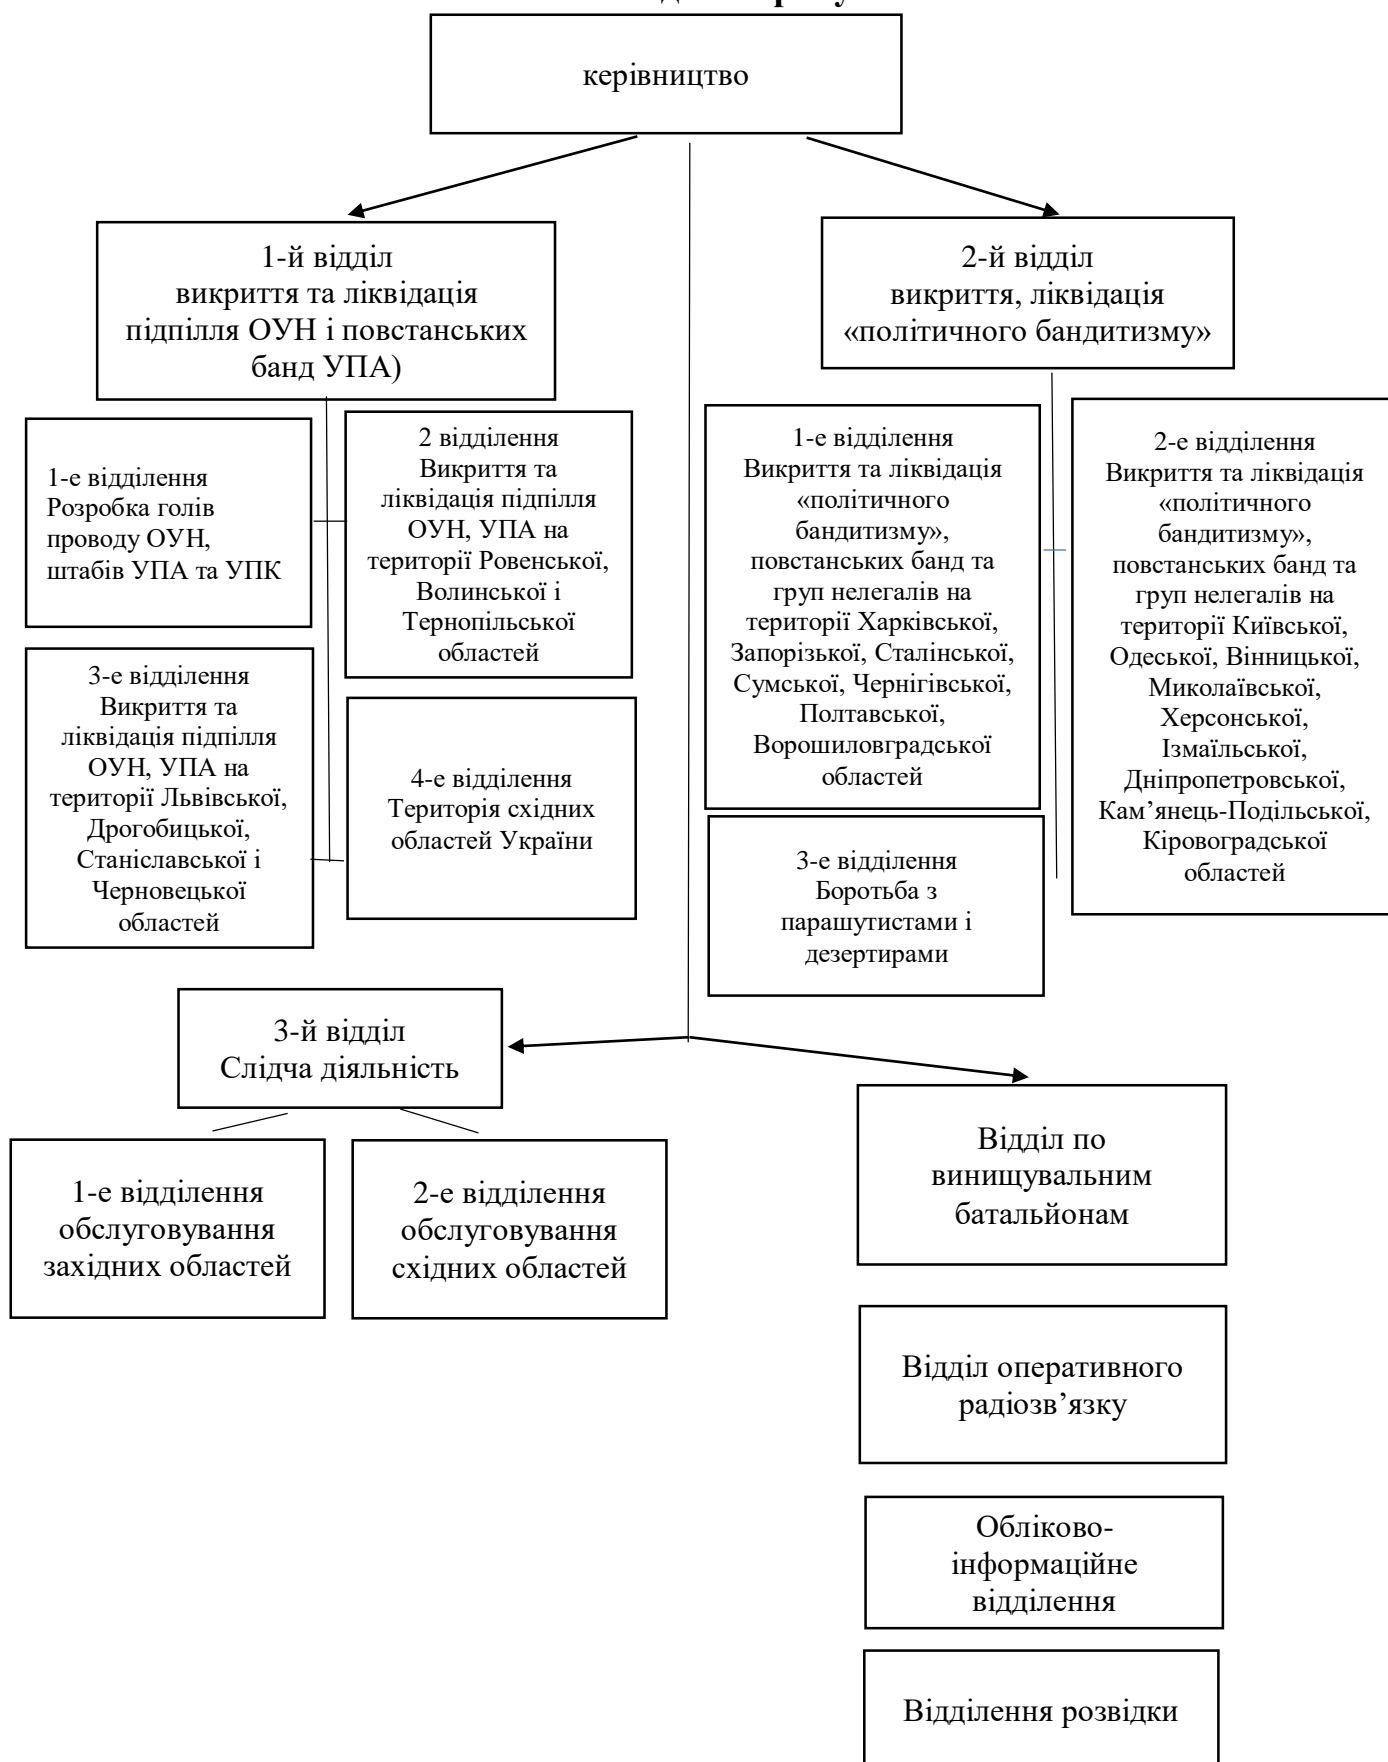 керівництво
1-й відділ
викриття та ліквідація
підпілля ОУН і повстанських
банд УПА)
2-й відділ
викриття, ліквідація
«політичного бандитизму»
1-е відділення
Розробка голів
проводу ОУН,
штабів УПА та УПК
2 відділення
Викриття та
ліквідація підпілля
ОУН, УПА на
території Ровенської,
Волинської і
Тернопільської
областей
3-е відділення
Викриття та
ліквідація підпілля
ОУН, УПА на
території Львівської,
Дрогобицької,
Станіславської і
Черновецької
областей
4-е відділення
Територія східних
областей України
1-е відділення
Викриття та ліквідація
«політичного
бандитизму»,
повстанських банд та
груп нелегалів на
території Харківської,
Запорізької, Сталінської,
Сумської, Чернігівської,
Полтавської,
Ворошиловградської
областей
2-е відділення
Викриття та ліквідація
«політичного
бандитизму»,
повстанських банд та
груп нелегалів на
території Київської,
Одеської, Вінницької,
Миколаївської,
Херсонської,
Ізмаїльської,
Дніпропетровської,
Кам’янець-Подільської,
Кіровоградської
областей
3-е відділення
Боротьба з
парашутистами і
дезертирами
3-й відділ
Слідча діяльність
1-е відділення
обслуговування
західних областей
2-е відділення
обслуговування
східних областей
Відділ по
винищувальним
батальйонам
Відділ оперативного
радіозв’язку
Обліково-
інформаційне
відділення
Відділення розвідки